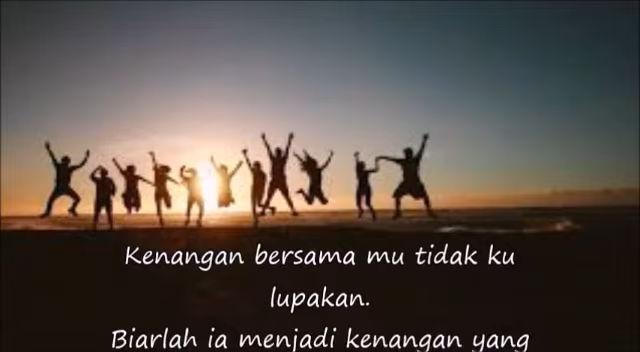 Kenangan bersama mu tidak ku
lupakan.
Biarlah ia menjadi kenangan yang